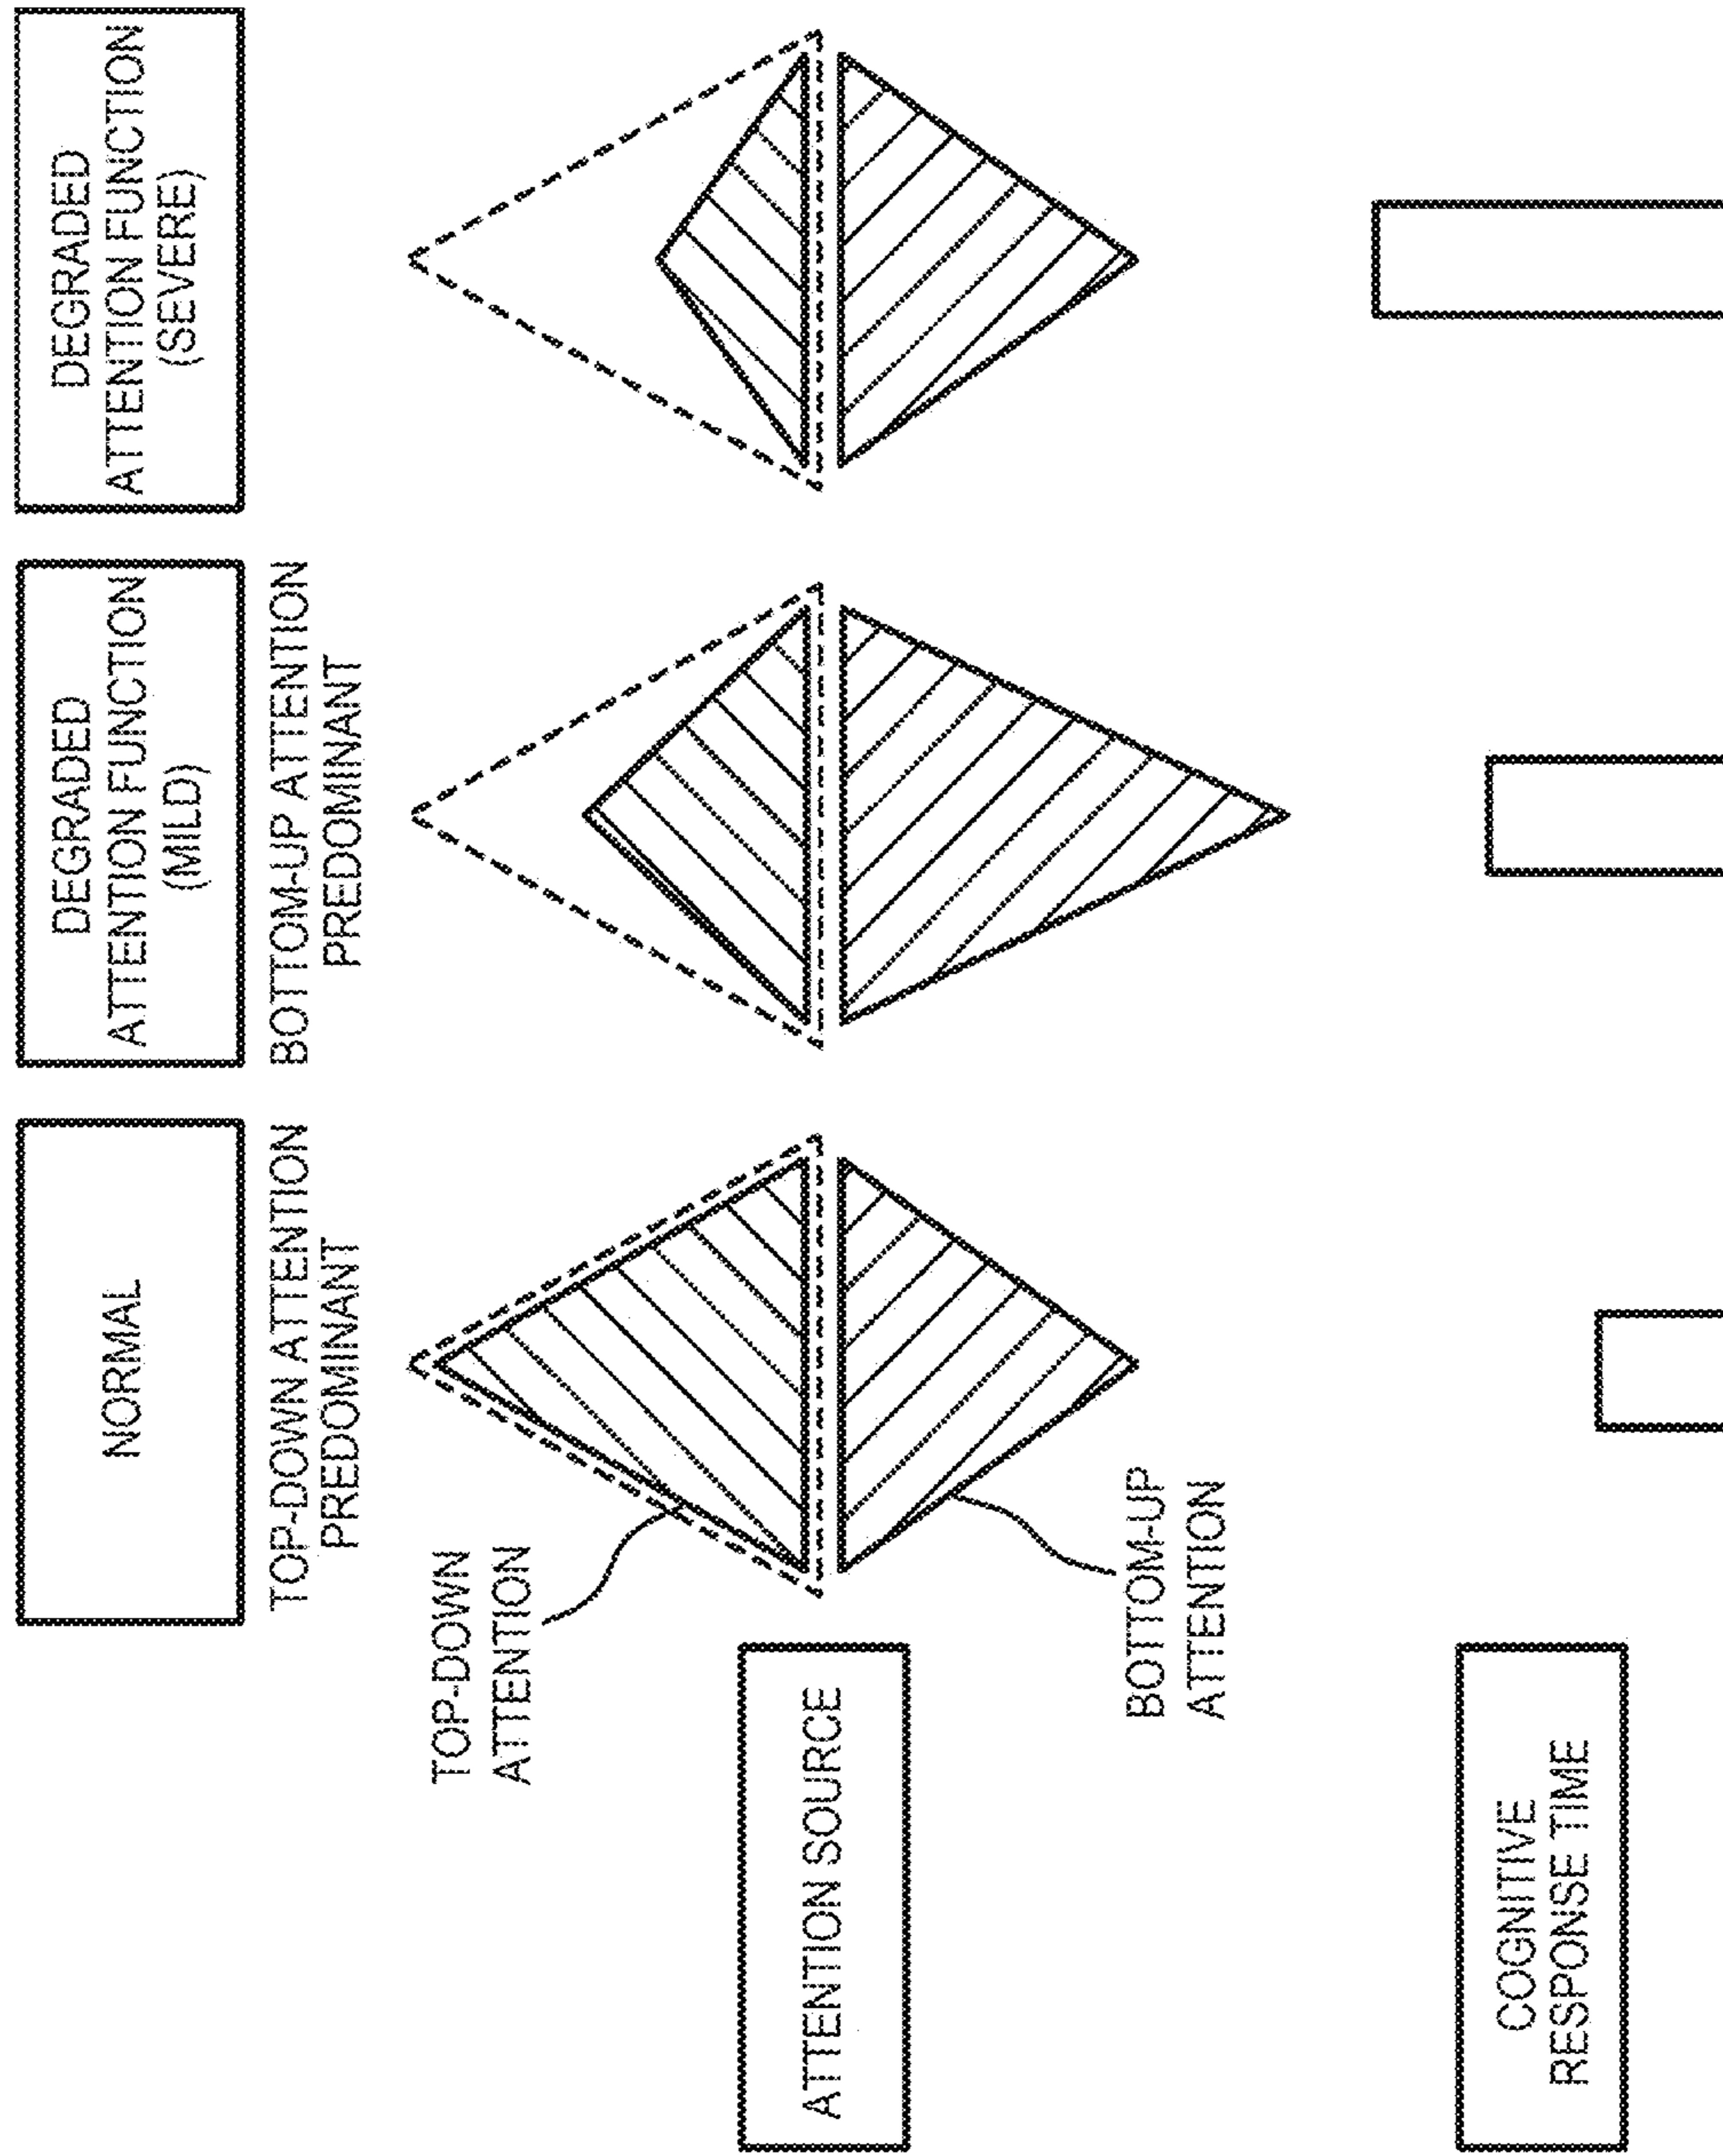 NORMAL
DEGRADED
ATTENTION FUNCTION
(MILD)
DEGRADED
ATTENTION FUNCTION
(SEVERE)
TOP-DOWN ATTENTION
PREDOMINANT
BOTTOM-UP ATTENTION
PREDOMINANT
TOP-DOWN
ATTENTION
ATTENTION SOURCE
BOTTOM-UP
ATTENTION
COGNITIVE
RESPONSE TIME